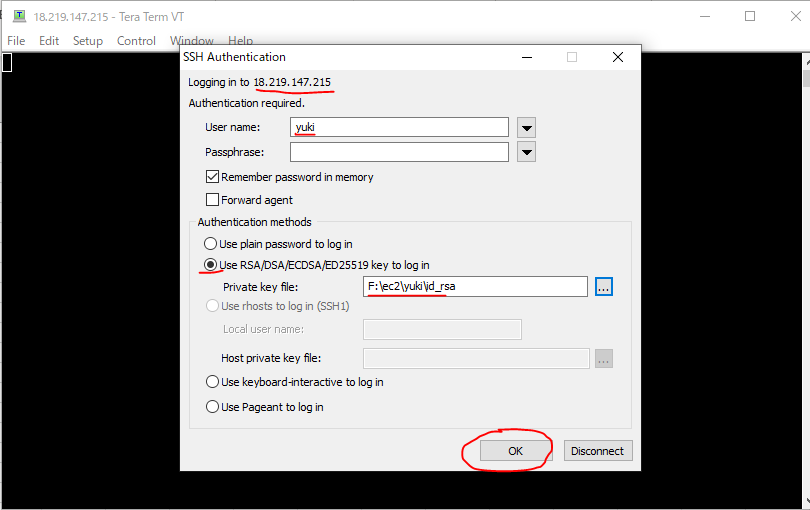 18.219.147.215 - Tera Term VT
File Edit Setup Control Window Help
SSH Authentication
Logging in to 18.219.147.215
Authentication required.
User name: yuki
Passphrase:
Remember password in memory
Forward agent
Authentication methods
Use plain password to log in
Use RSA/DSA/ECDSA/ED25519 key to log in
Private key file: F:\ec2\yuki\id_rsa ...
Use rhosts to log in (SSH1)
Local user name:
Host private key file: ...
Use keyboard-interactive to log in
Use Pageant to log in
OK Disconnect